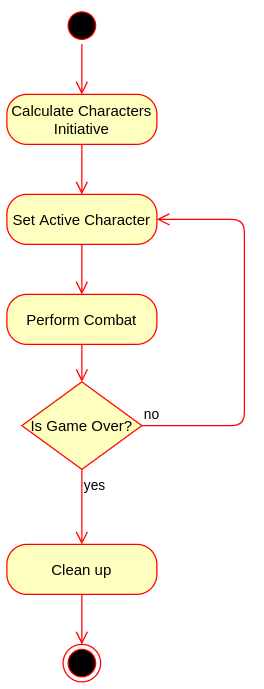 Calculate Characters
Initiative
Set Active Character
Perform Combat
Is Game Over?
no
yes
Clean up